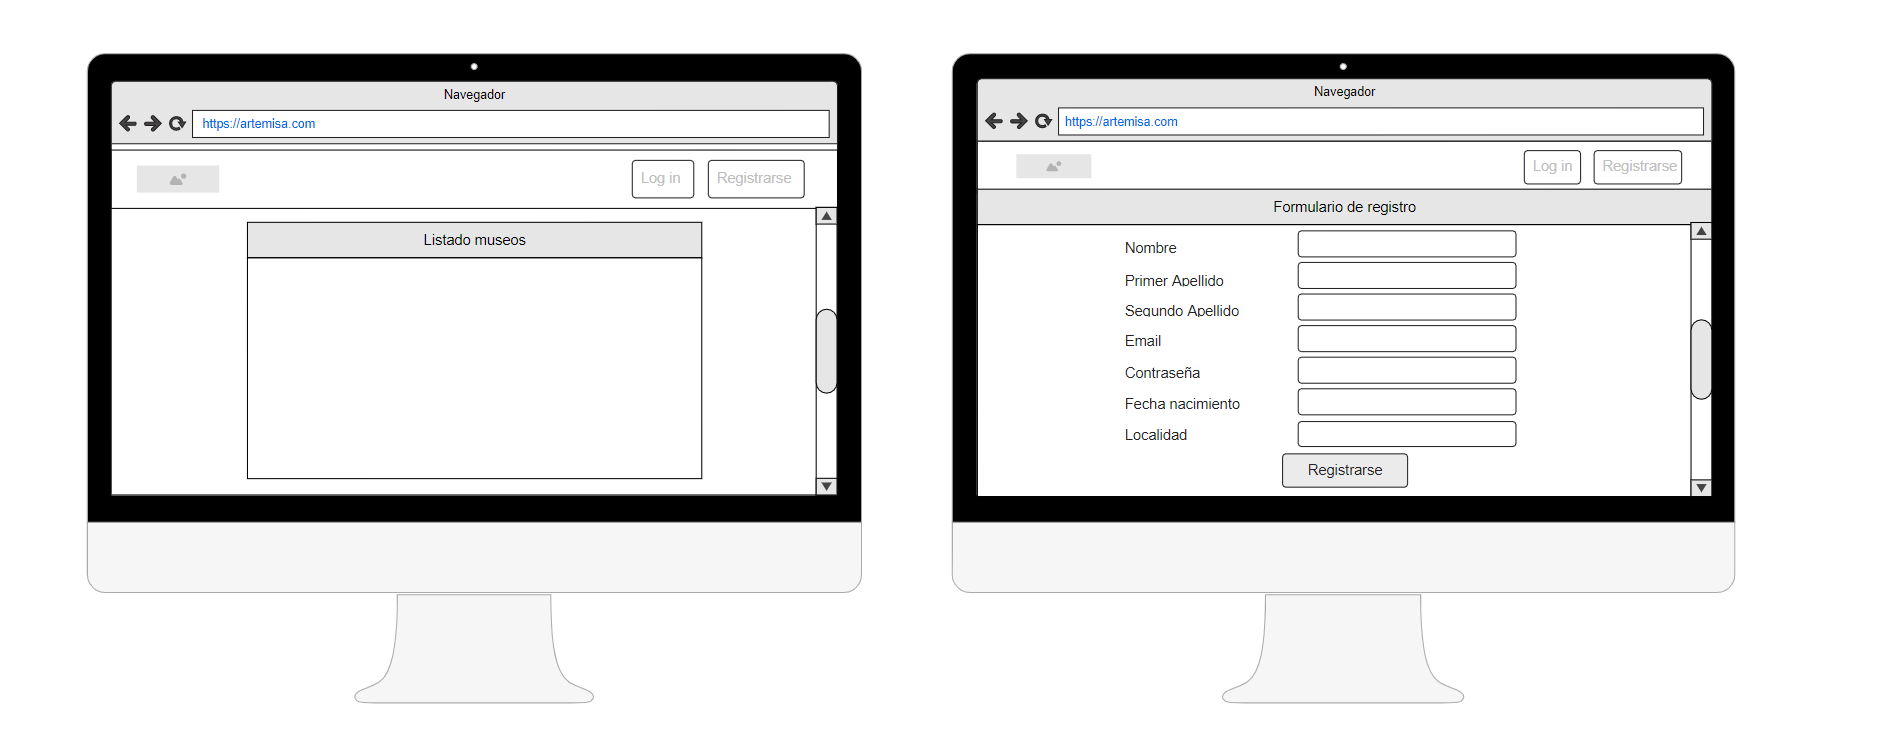 Navegador
https://artemisa.com
Log in
Registrarse
Listado museos
Navegador
https://artemisa.com
Log in
Registrarse
Formulario de registro
Nombre
Primer Apellido
Segundo Apellido
Email
Contraseña
Fecha nacimiento
Localidad
Registrarse